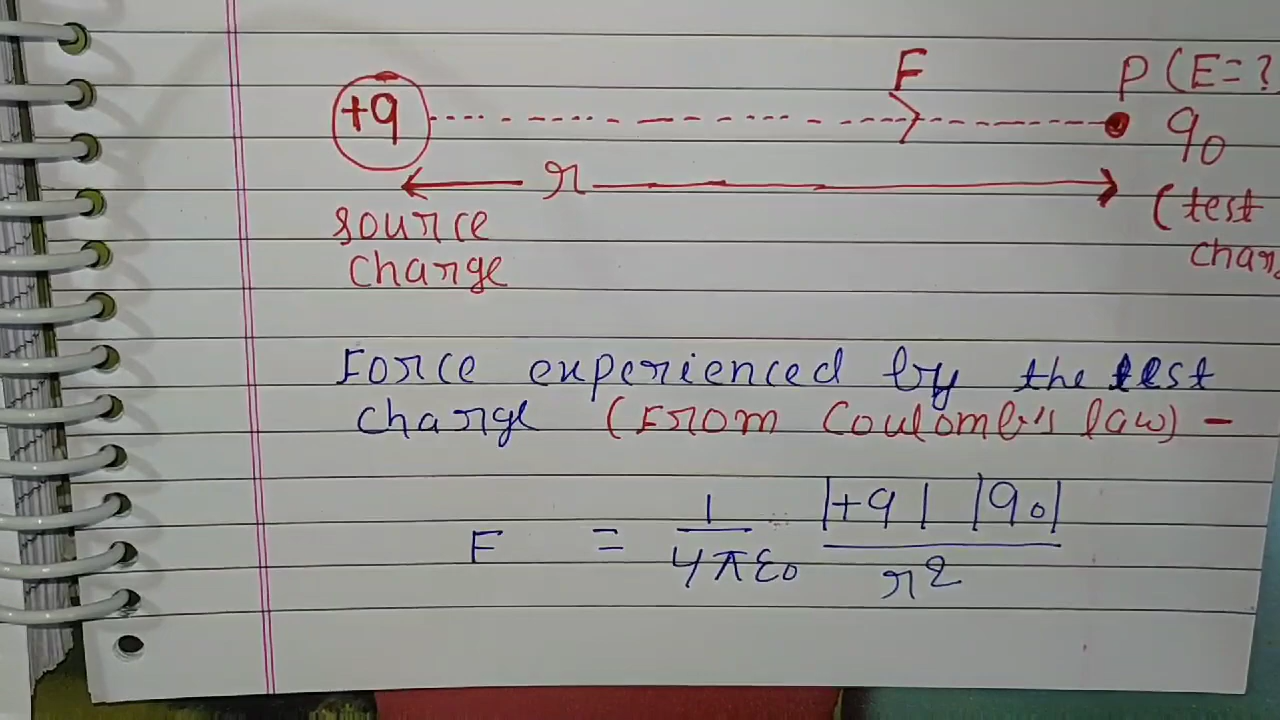 F P (E=?
+q q₀
r
source (test
charge char
Force experienced by the test
charge (From Coulomb's law) -
F = 1/4πε₀ |+q| |q₀|/r²